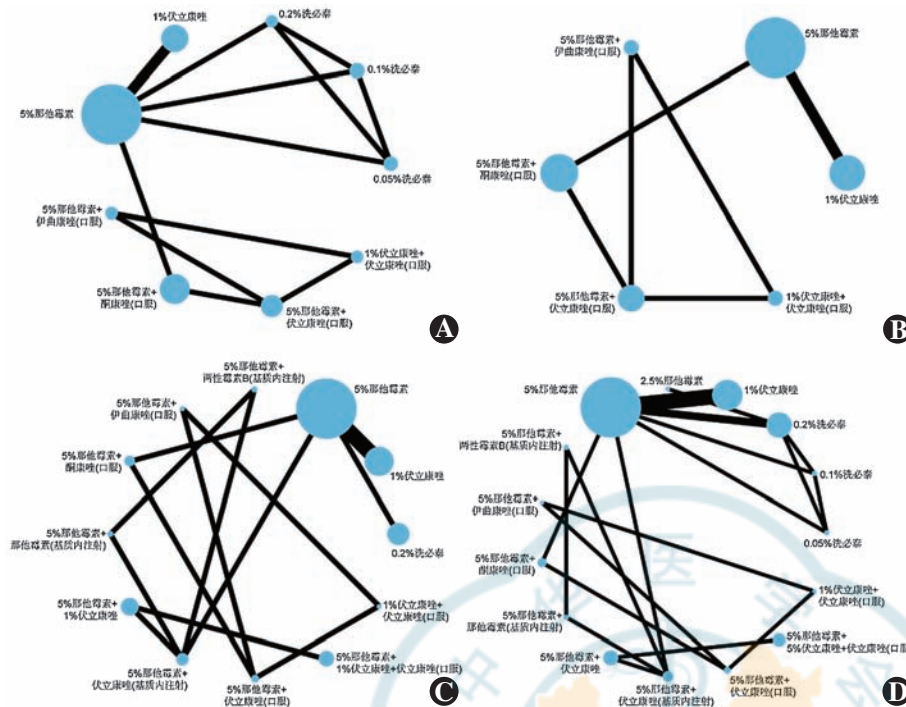 1%伏立康唑
0.2%洗必泰
0.1%洗必泰
5%那他霉素
0.05%洗必泰
5%那他霉素+
伊曲康唑(口服)
1%伏立康唑+
伏立康唑(口服)
5%那他霉素+
酮康唑(口服)
5%那他霉素+
伏立康唑(口服)
A
5%那他霉素+
伊曲康唑(口服)
5%那他霉素
5%那他霉素+
酮康唑(口服)
1%伏立康唑
5%那他霉素+
伏立康唑(口服)
1%伏立康唑+
伏立康唑(口服)
B
5%那他霉素+
两性霉素B(基质内注射)
5%那他霉素
5%那他霉素+
伊曲康唑(口服)
5%那他霉素+
酮康唑(口服)
1%伏立康唑
5%那他霉素+
那他霉素(基质内注射)
0.2%洗必泰
5%那他霉素+
1%伏立康唑
1%伏立康唑+
伏立康唑(口服)
5%那他霉素+
伏立康唑(基质内注射)
5%那他霉素+
1%伏立康唑+伏立康唑(口服)
5%那他霉素+
伏立康唑(口服)
C
5%那他霉素
2.5%那他霉素
1%伏立康唑
0.2%洗必泰
5%那他霉素+
两性霉素B(基质内注射)
0.1%洗必泰
5%那他霉素+
伊曲康唑(口服)
0.05%洗必泰
5%那他霉素+
酮康唑(口服)
1%伏立康唑+
伏立康唑(口服)
5%那他霉素+
那他霉素(基质内注射)
5%那他霉素+
5%伏立康唑+伏立康唑(口服)
5%那他霉素+
伏立康唑
5%那他霉素+
伏立康唑(基质内注射)
5%那他霉素+
伏立康唑(口服)
D
中华医学会